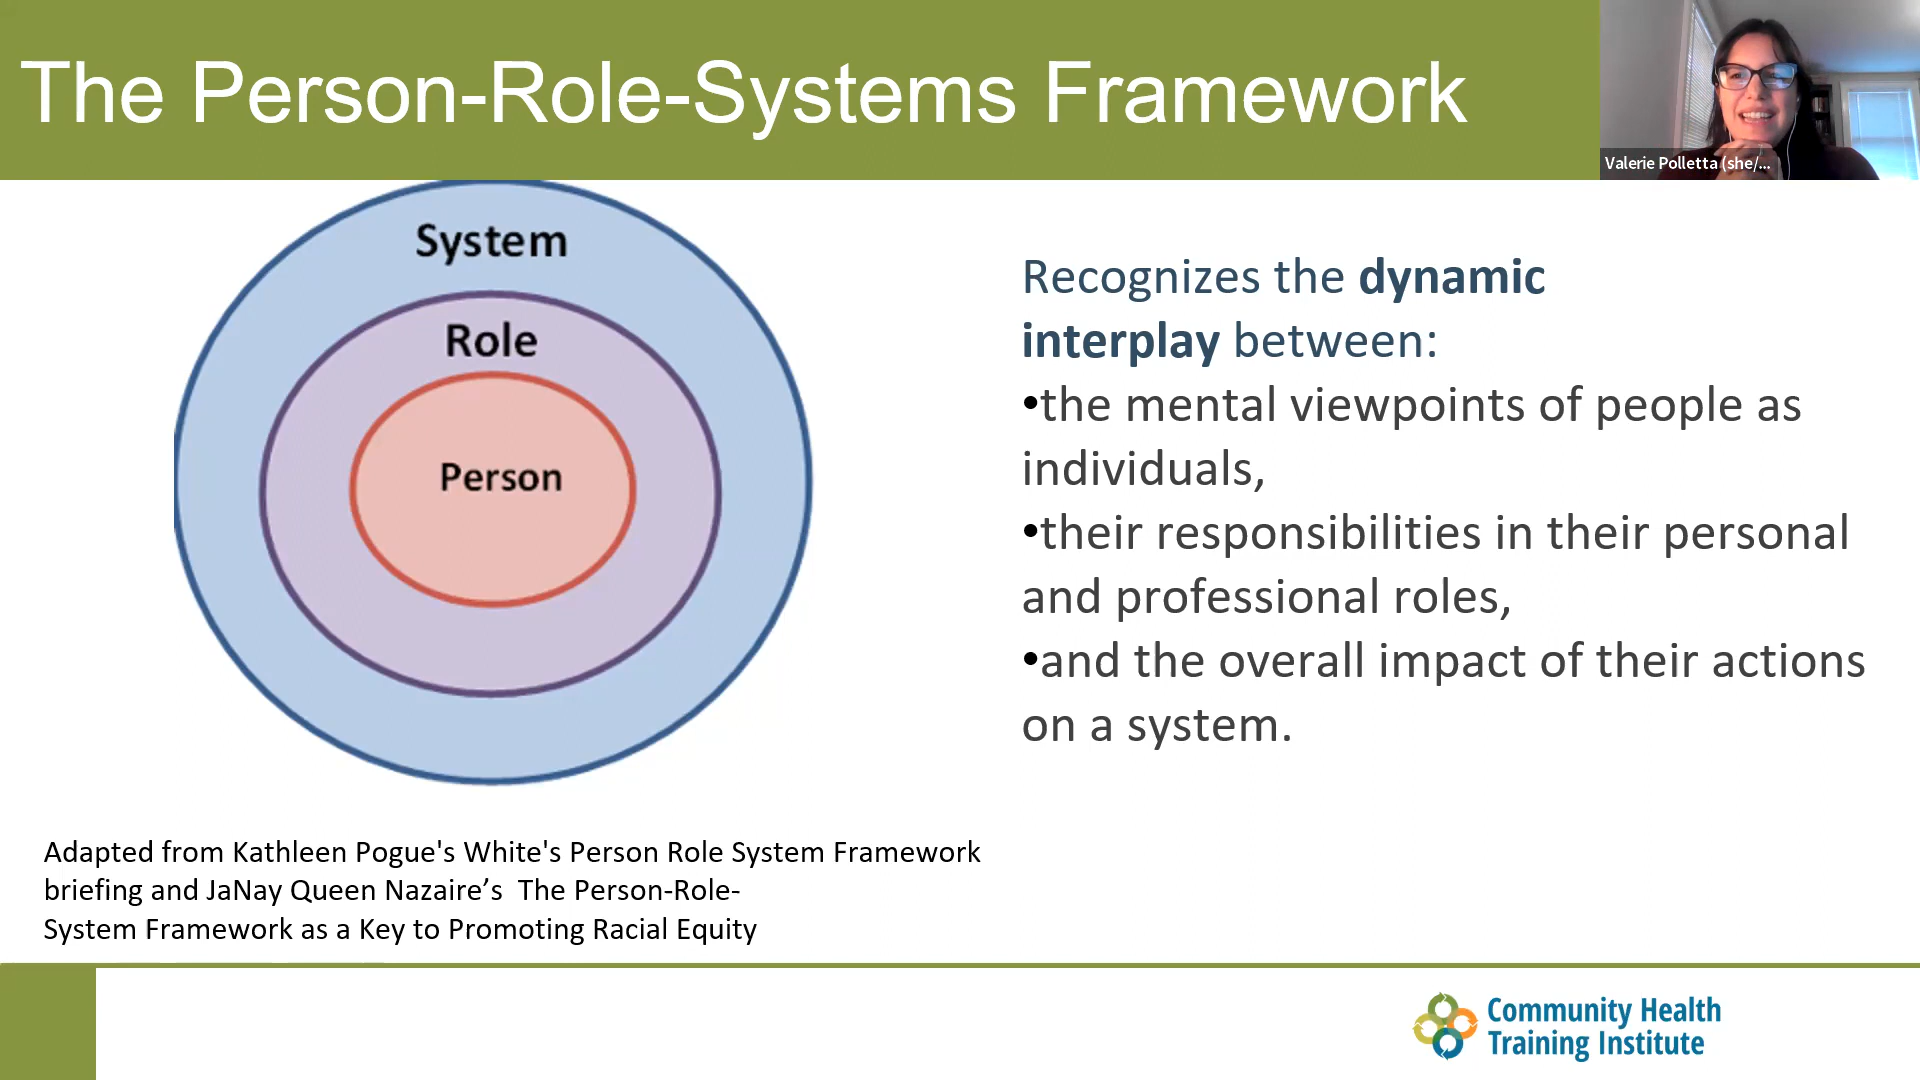 The Person-Role-Systems Framework
Valerie Polletta (she/...
System
Role
Person
Recognizes the dynamic
interplay between:
•the mental viewpoints of people as
individuals,
•their responsibilities in their personal
and professional roles,
•and the overall impact of their actions
on a system.
Adapted from Kathleen Pogue's White's Person Role System Framework
briefing and JaNay Queen Nazaire’s  The Person-Role-
System Framework as a Key to Promoting Racial Equity
Community Health
Training Institute